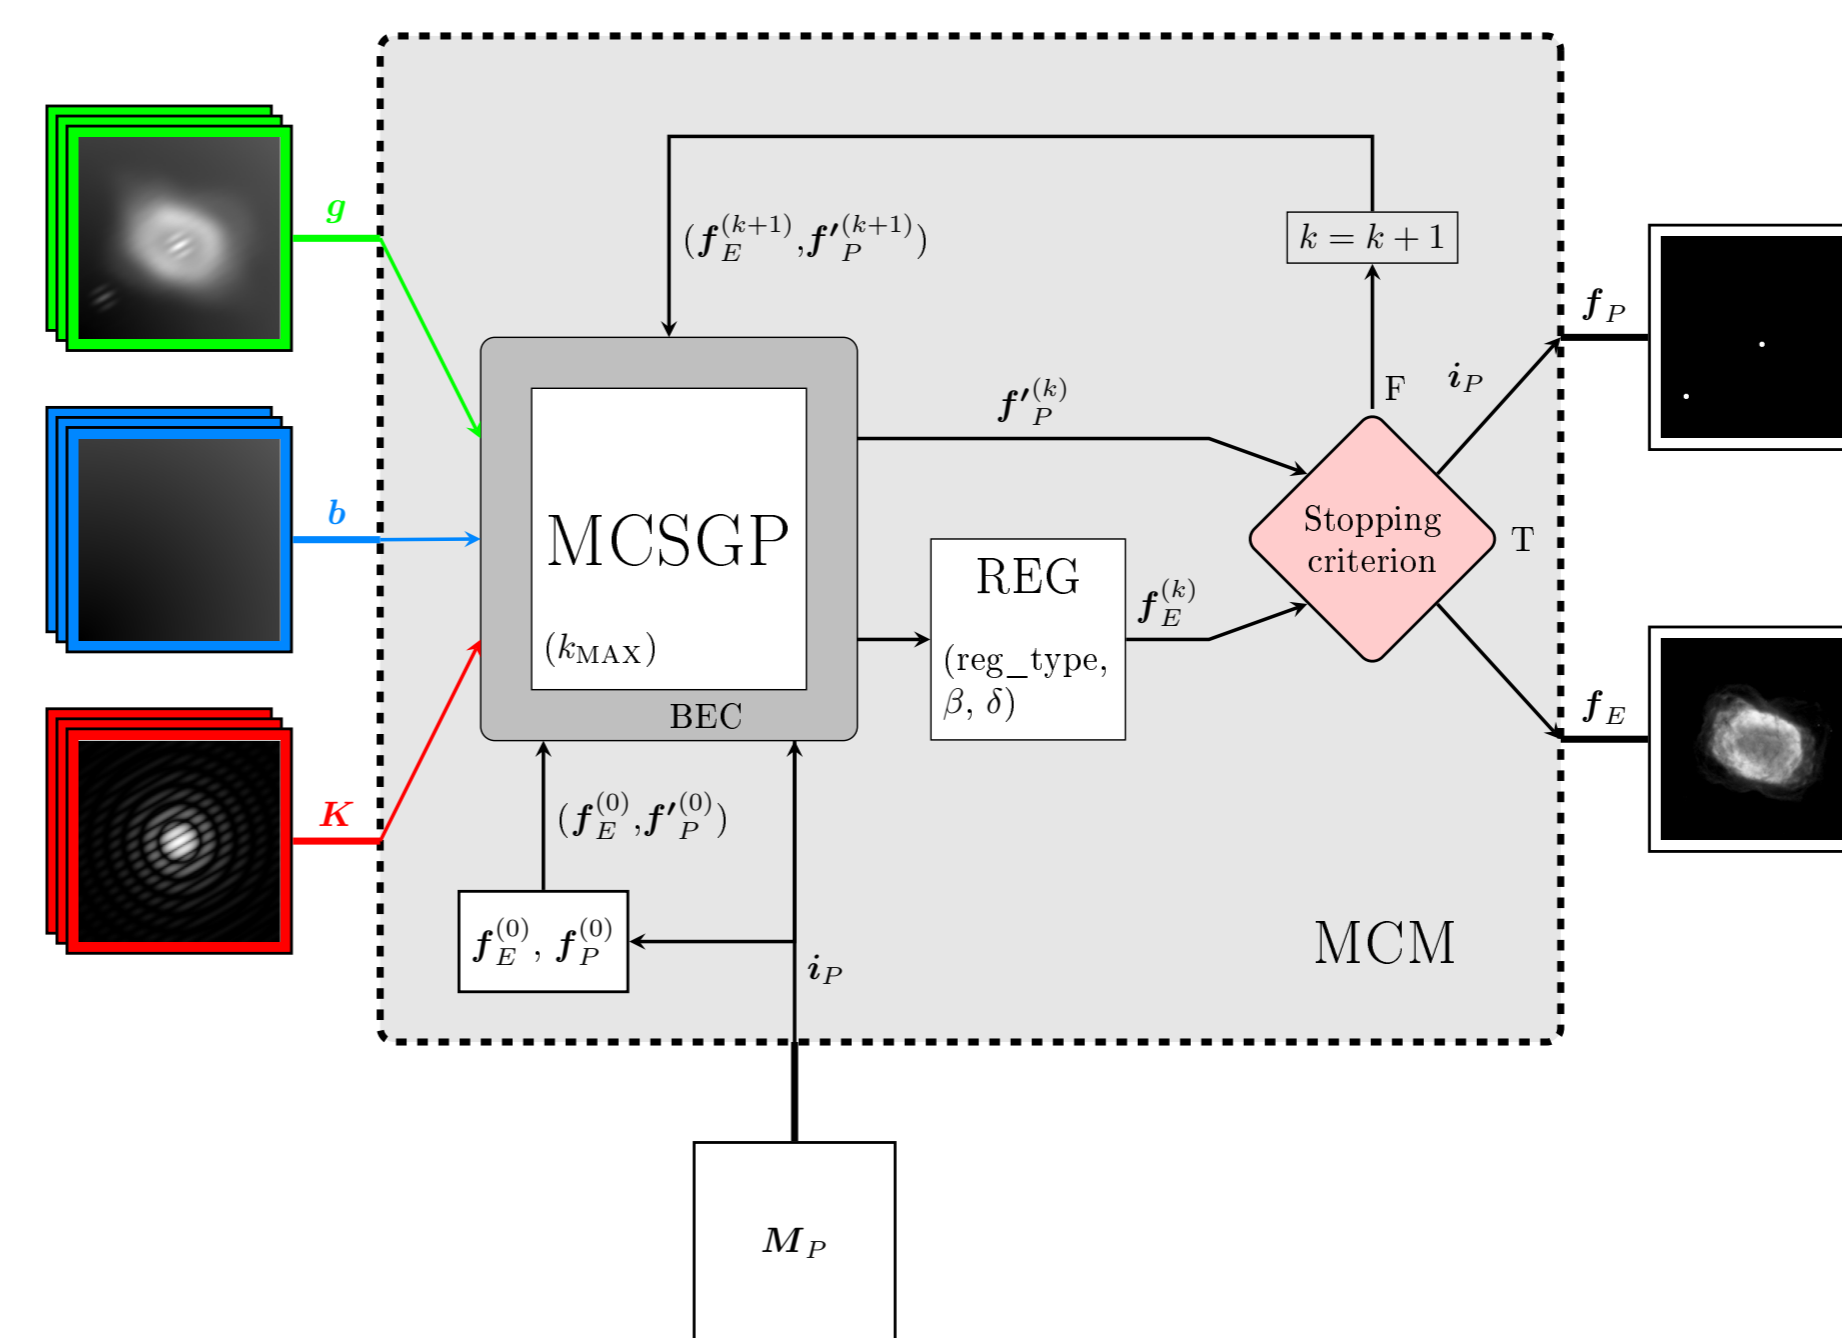 g
(f_E^{(k+1)},f'_P^{(k+1)})
k = k + 1
f_P
F
i_P
f'_P^{(k)}
b
MCSGP
(k_MAX)
BEC
REG
(reg_type,
β, δ)
f_E^{(k)}
Stopping
criterion
T
f_E
K
(f_E^{(0)},f'_P^{(0)})
f_E^{(0)}, f_P^{(0)}
i_P
MCM
M_P